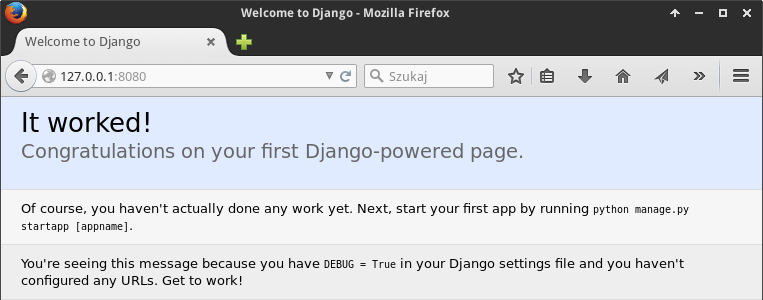 Welcome to Django - Mozilla Firefox
Welcome to Django
127.0.0.1:8080
Szukaj
It worked!
Congratulations on your first Django-powered page.
Of course, you haven't actually done any work yet. Next, start your first app by running python manage.py
startapp [appname].
You're seeing this message because you have DEBUG = True in your Django settings file and you haven't
configured any URLs. Get to work!